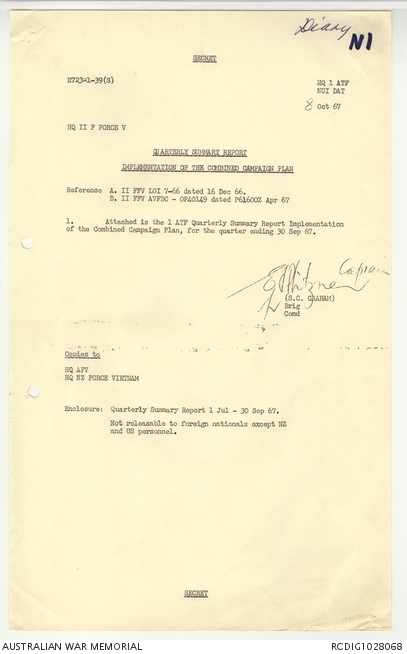 Diary
N1
SECRET
R723-1-39(S)
HQ 1 ATF
NUI DAT
8 Oct 67
HQ II F FORCE V
QUARTERLY SUMMARY REPORT
IMPLEMENTATION OF THE COMBINED CAMPAIGN PLAN
Reference A. II FFV LOI 7-66 dated 16 Dec 66.
B. II FFV AVFBC - OP40149 dated P61600Z Apr 67
1. Attached is the 1 ATF Quarterly Summary Report Implementation
of the Combined Campaign Plan, for the quarter ending 30 Sep 67.
Captain
(S.C. GRAHAM)
Brig
Comd
Copies to
HQ AFV
HQ NZ FORCE VIETNAM
Enclosure: Quarterly Summary Report 1 Jul - 30 Sep 67.
Not releasable to foreign nationals except NZ
and US personnel.
SECRET
AUSTRALIAN WAR MEMORIAL
RCDIG1028068